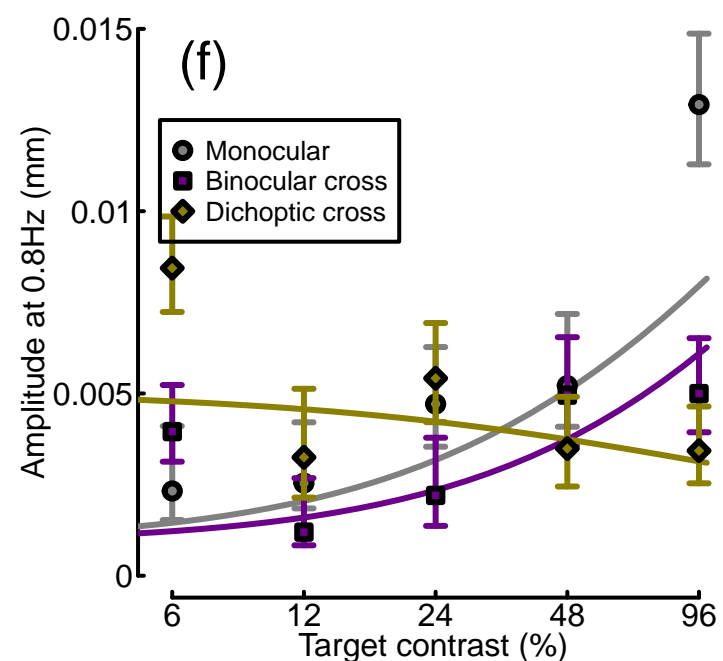 0.015
(f)
Monocular
Binocular cross
Dichoptic cross
0.01
0.005
0
Amplitude at 0.8Hz (mm)
6 12 24 48 96
Target contrast (%)